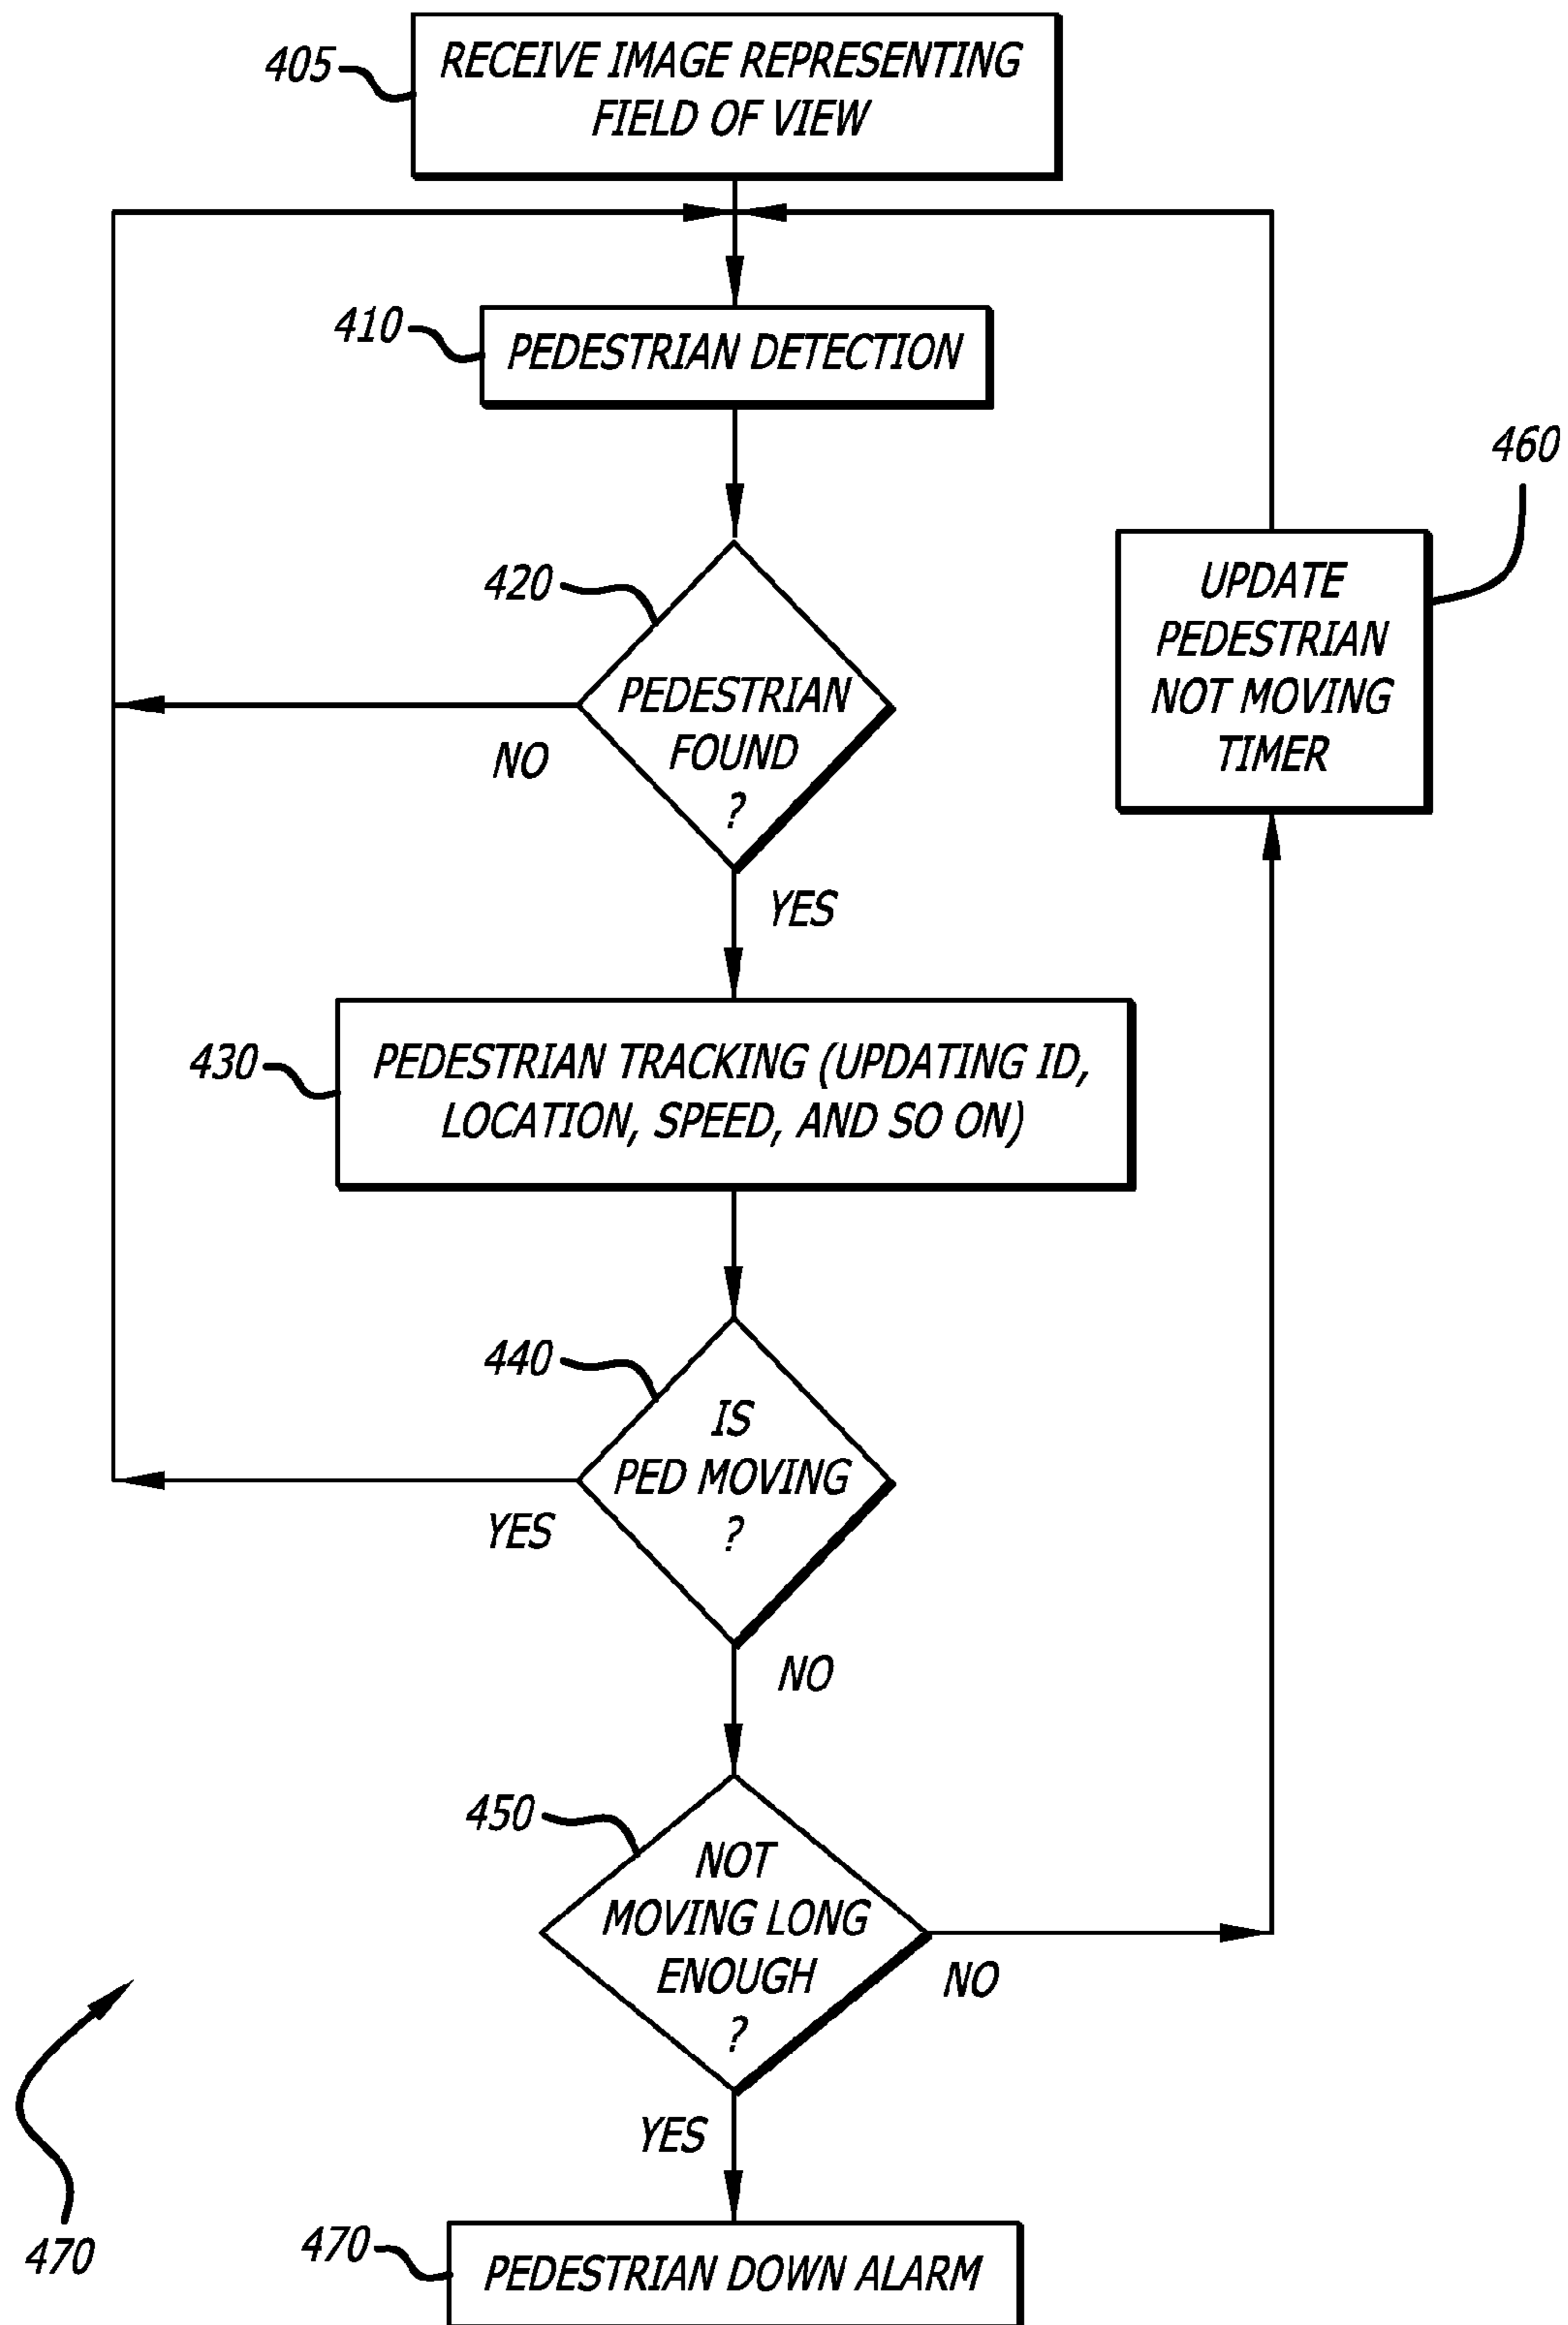 405
RECEIVE IMAGE REPRESENTING
FIELD OF VIEW
410
PEDESTRIAN DETECTION
460
UPDATE
PEDESTRIAN
NOT MOVING
TIMER
420
PEDESTRIAN
FOUND
?
NO
YES
430
PEDESTRIAN TRACKING (UPDATING ID,
LOCATION, SPEED, AND SO ON)
440
IS
PED MOVING
?
YES
NO
450
NOT
MOVING LONG
ENOUGH
?
NO
YES
470
470
PEDESTRIAN DOWN ALARM